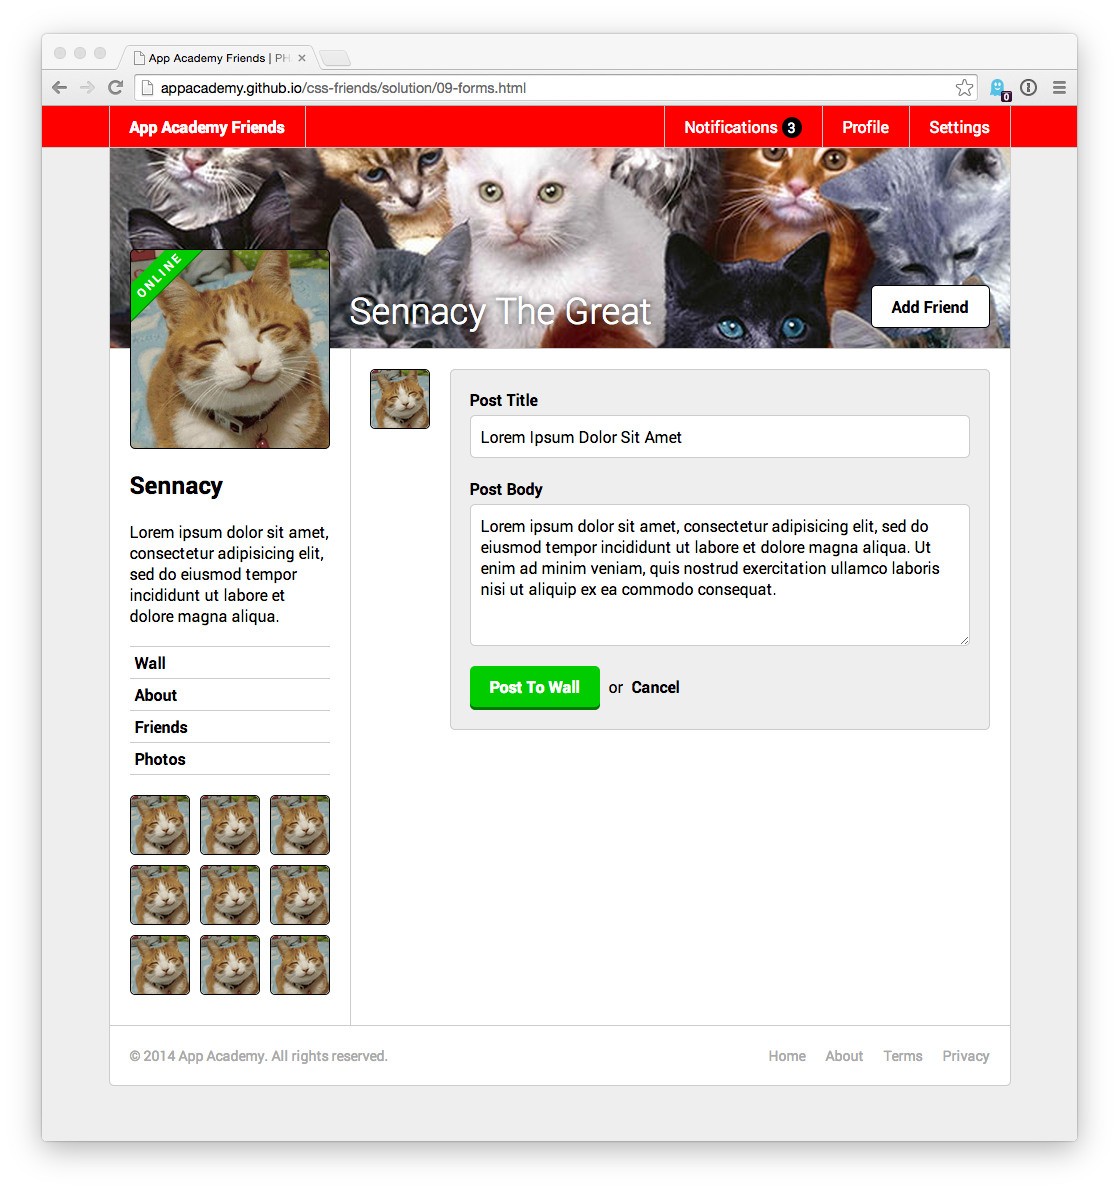 App Academy Friends | PH
appacademy.github.io/css-friends/solution/09-forms.html
0
App Academy Friends
Notifications 3
Profile
Settings
ONLINE
Sennacy The Great
Add Friend
Post Title
Lorem Ipsum Dolor Sit Amet
Post Body
Lorem ipsum dolor sit amet, consectetur adipisicing elit, sed do
eiusmod tempor incididunt ut labore et dolore magna aliqua. Ut
enim ad minim veniam, quis nostrud exercitation ullamco laboris
nisi ut aliquip ex ea commodo consequat.
Post To Wall or Cancel
Sennacy
Lorem ipsum dolor sit amet,
consectetur adipisicing elit,
sed do eiusmod tempor
incididunt ut labore et
dolore magna aliqua.
Wall
About
Friends
Photos
© 2014 App Academy. All rights reserved.
Home
About
Terms
Privacy